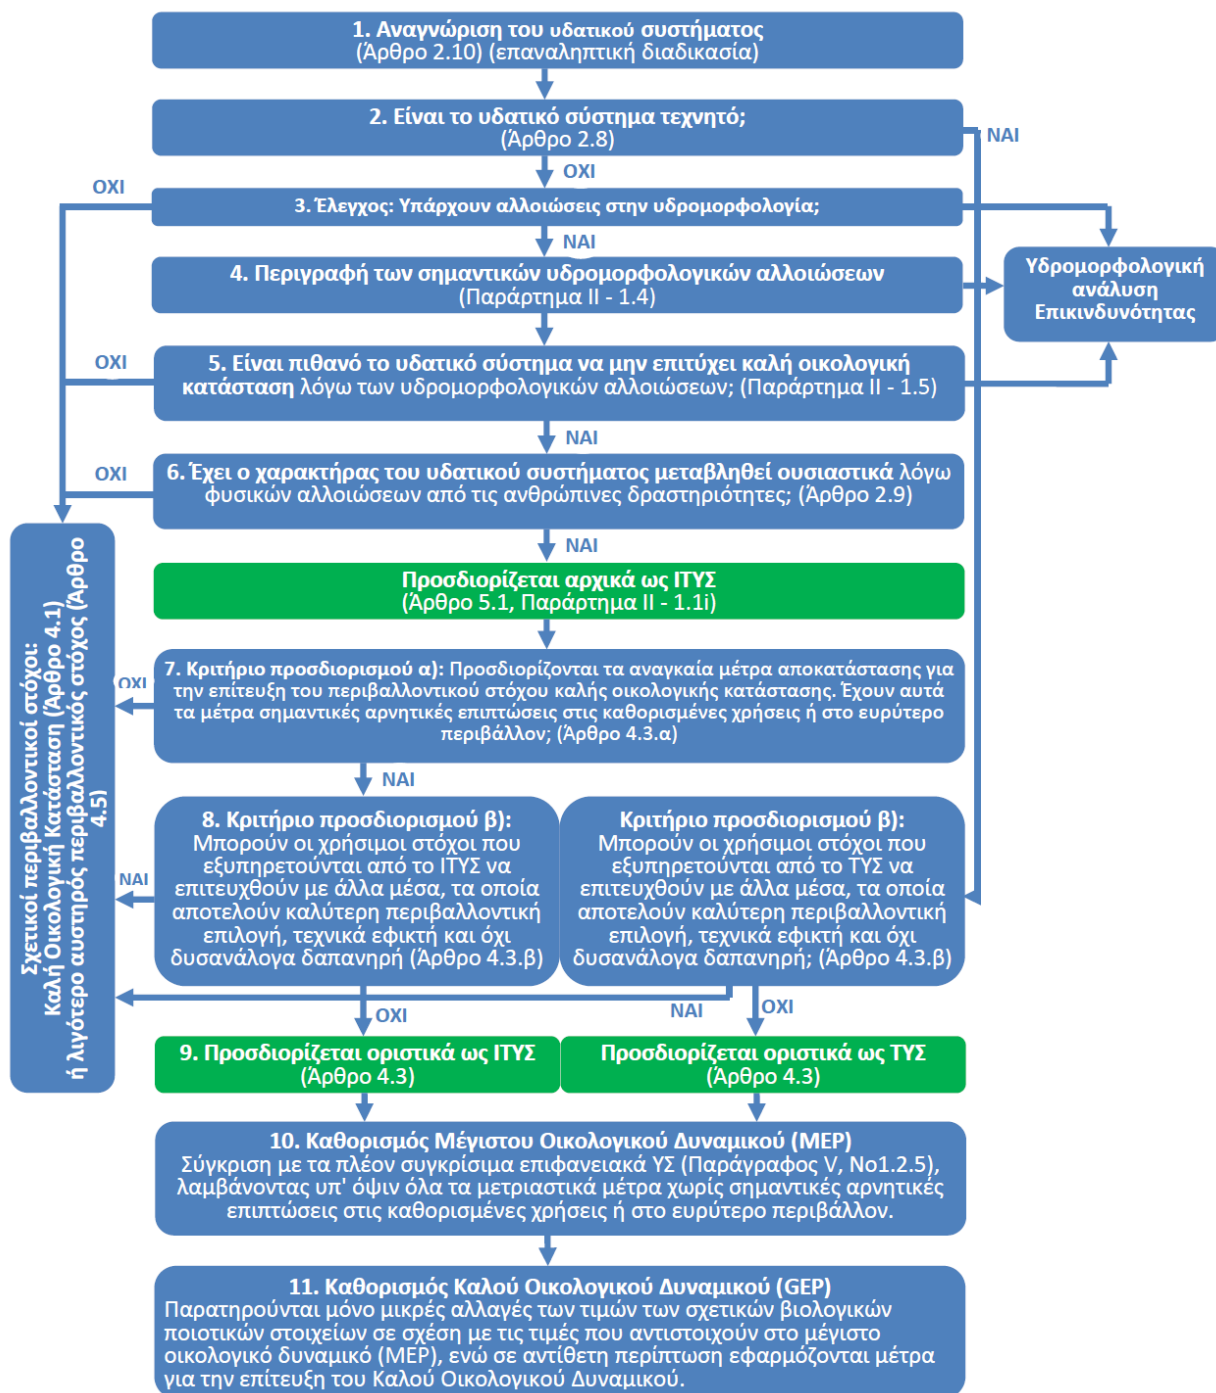 1. Αναγνώριση του υδατικού συστήματος
(Άρθρο 2.10) (επαναληπτική διαδικασία)
2. Είναι το υδατικό σύστημα τεχνητό;
(Άρθρο 2.8)
ΝΑΙ
ΟΧΙ
ΟΧΙ
3. Έλεγχος: Υπάρχουν αλλοιώσεις στην υδρομορφολογία;
ΝΑΙ
4. Περιγραφή των σημαντικών υδρομορφολογικών αλλοιώσεων
(Παράρτημα II - 1.4)
Υδρομορφολογική
ανάλυση
Επικινδυνότητας
5. Είναι πιθανό το υδατικό σύστημα να μην επιτύχει καλή οικολογική
κατάσταση λόγω των υδρομορφολογικών αλλοιώσεων; (Παράρτημα II - 1.5)
ΟΧΙ
ΝΑΙ
6. Έχει ο χαρακτήρας του υδατικού συστήματος μεταβληθεί ουσιαστικά λόγω
φυσικών αλλοιώσεων από τις ανθρώπινες δραστηριότητες; (Άρθρο 2.9)
ΟΧΙ
ΝΑΙ
Προσδιορίζεται αρχικά ως ΙΤΥΣ
(Άρθρο 5.1, Παράρτημα II - 1.1i)
Σχετικοί περιβαλλοντικοί στόχοι:
Καλή Οικολογική Κατάσταση (Άρθρο 4.1)
ή λιγότερο αυστηρός περιβαλλοντικός στόχος (Άρθρο
4.5)
7. Κριτήριο προσδιορισμού α): Προσδιορίζονται τα αναγκαία μέτρα αποκατάστασης για
την επίτευξη του περιβαλλοντικού στόχου καλής οικολογικής κατάστασης. Έχουν αυτά
τα μέτρα σημαντικές αρνητικές επιπτώσεις στις καθορισμένες χρήσεις ή στο ευρύτερο
περιβάλλον; (Άρθρο 4.3.α)
ΟΧΙ
ΝΑΙ
8. Κριτήριο προσδιορισμού β):
Μπορούν οι χρήσιμοι στόχοι που
εξυπηρετούνται από το ΙΤΥΣ να
επιτευχθούν με άλλα μέσα, τα οποία
αποτελούν καλύτερη περιβαλλοντική
επιλογή, τεχνικά εφικτή και όχι
δυσανάλογα δαπανηρή (Άρθρο 4.3.β)
ΝΑΙ
Κριτήριο προσδιορισμού β):
Μπορούν οι χρήσιμοι στόχοι που
εξυπηρετούνται από το ΤΥΣ να
επιτευχθούν με άλλα μέσα, τα οποία
αποτελούν καλύτερη περιβαλλοντική
επιλογή, τεχνικά εφικτή και όχι
δυσανάλογα δαπανηρή; (Άρθρο 4.3.β)
ΟΧΙ
ΝΑΙ
ΟΧΙ
9. Προσδιορίζεται οριστικά ως ΙΤΥΣ
(Άρθρο 4.3)
Προσδιορίζεται οριστικά ως ΤΥΣ
(Άρθρο 4.3)
10. Καθορισμός Μέγιστου Οικολογικού Δυναμικού (MEP)
Σύγκριση με τα πλέον συγκρίσιμα επιφανειακά ΥΣ (Παράγραφος V, No1.2.5),
λαμβάνοντας υπ' όψιν όλα τα μετριαστικά μέτρα χωρίς σημαντικές αρνητικές
επιπτώσεις στις καθορισμένες χρήσεις ή στο ευρύτερο περιβάλλον.
11. Καθορισμός Καλού Οικολογικού Δυναμικού (GEP)
Παρατηρούνται μόνο μικρές αλλαγές των τιμών των σχετικών βιολογικών
ποιοτικών στοιχείων σε σχέση με τις τιμές που αντιστοιχούν στο μέγιστο
οικολογικό δυναμικό (MEP), ενώ σε αντίθετη περίπτωση εφαρμόζονται μέτρα
για την επίτευξη του Καλού Οικολογικού Δυναμικού.